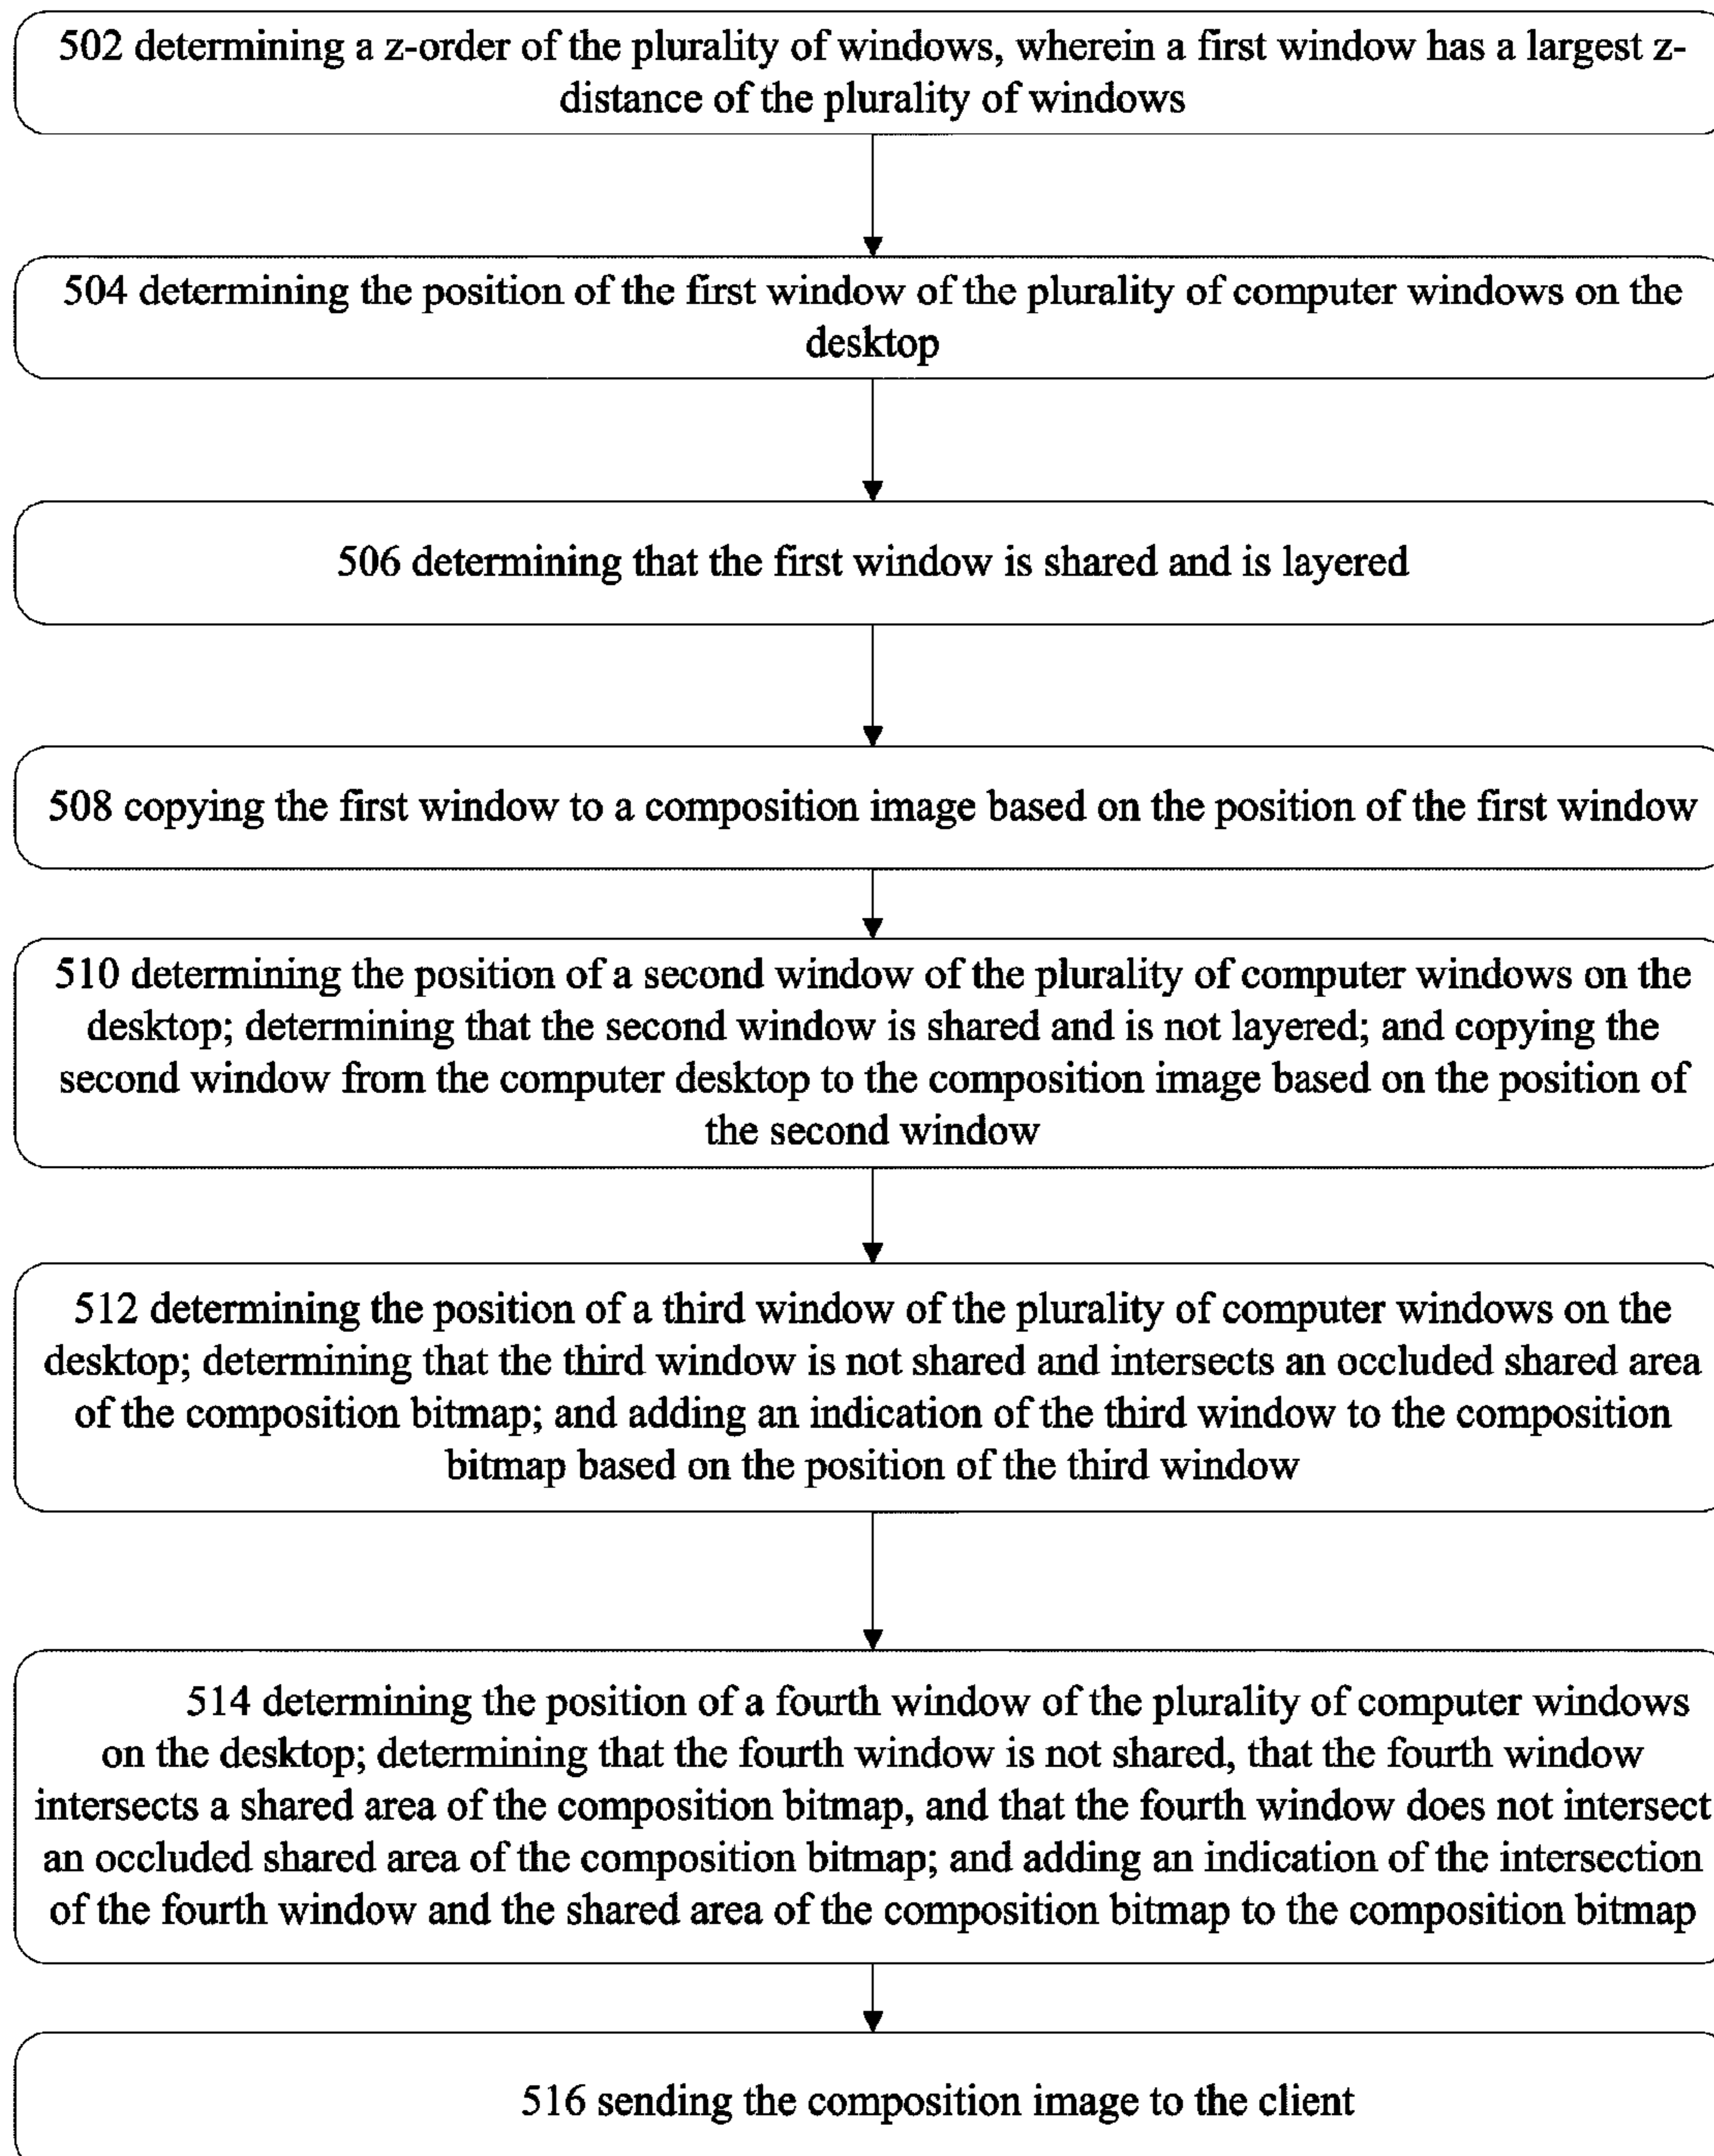 502 determining a z-order of the plurality of windows, wherein a first window has a largest z-
distance of the plurality of windows
504 determining the position of the first window of the plurality of computer windows on the
desktop
506 determining that the first window is shared and is layered
508 copying the first window to a composition image based on the position of the first window
510 determining the position of a second window of the plurality of computer windows on the
desktop; determining that the second window is shared and is not layered; and copying the
second window from the computer desktop to the composition image based on the position of
the second window
512 determining the position of a third window of the plurality of computer windows on the
desktop; determining that the third window is not shared and intersects an occluded shared area
of the composition bitmap; and adding an indication of the third window to the composition
bitmap based on the position of the third window
514 determining the position of a fourth window of the plurality of computer windows
on the desktop; determining that the fourth window is not shared, that the fourth window
intersects a shared area of the composition bitmap, and that the fourth window does not intersect
an occluded shared area of the composition bitmap; and adding an indication of the intersection
of the fourth window and the shared area of the composition bitmap to the composition bitmap
516 sending the composition image to the client